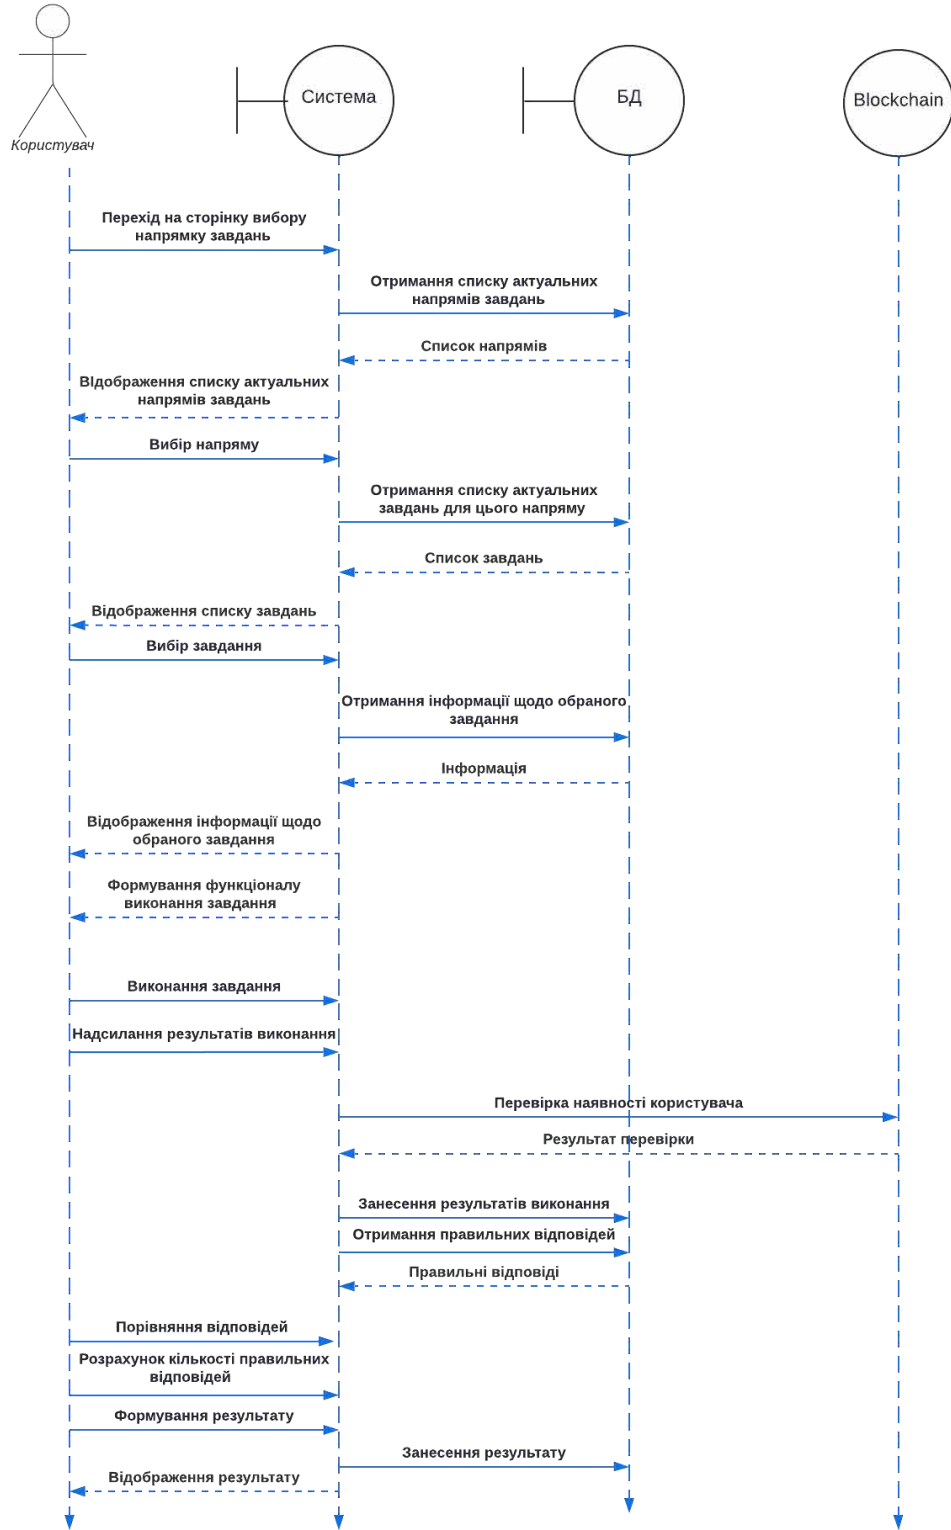 Користувач
Система
БД
Blockchain
Перехід на сторінку вибору
напрямку завдань
Отримання списку актуальних
напрямів завдань
Список напрямів
ВІдображення списку актуальних
напрямів завдань
Вибір напряму
Отримання списку актуальних
завдань для цього напряму
Список завдань
Відображення списку завдань
Вибір завдання
Отримання інформації щодо обраного
завдання
Інформація
Відображення інформації щодо
обраного завдання
Формування функціоналу
виконання завдання
Виконання завдання
Надсилання результатів виконання
Перевірка наявності користувача
Результат перевірки
Занесення результатів виконання
Отримання правильних відповідей
Правильні відповіді
Порівняння відповідей
Розрахунок кількості правильних
відповідей
Формування результату
Занесення результату
Відображення результату